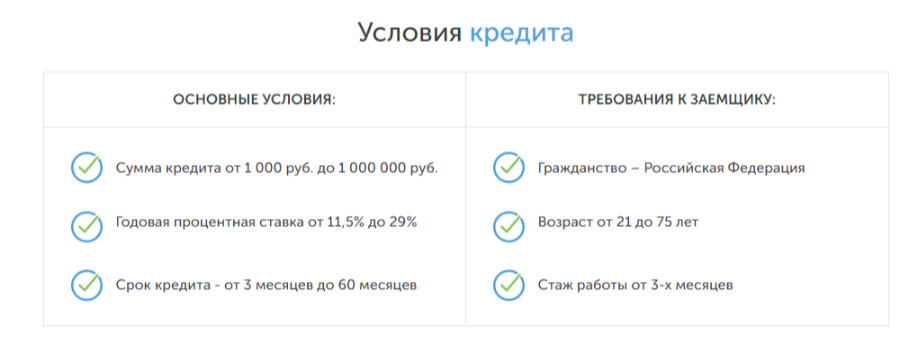 Условия кредита
ОСНОВНЫЕ УСЛОВИЯ:
Сумма кредита от 1 000 руб. до 1 000 000 руб.
Годовая процентная ставка от 11,5% до 29%
Срок кредита - от 3 месяцев до 60 месяцев
ТРЕБОВАНИЯ К ЗАЕМЩИКУ:
Гражданство – Российская Федерация
Возраст от 21 до 75 лет
Стаж работы от 3-х месяцев